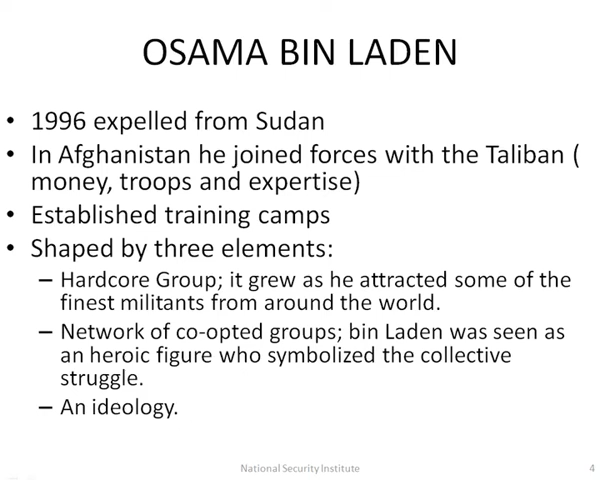 OSAMA BIN LADEN
• 1996 expelled from Sudan
• In Afghanistan he joined forces with the Taliban (
money, troops and expertise)
• Established training camps
• Shaped by three elements:
– Hardcore Group; it grew as he attracted some of the
finest militants from around the world.
– Network of co-opted groups; bin Laden was seen as
an heroic figure who symbolized the collective
struggle.
– An ideology.
National Security Institute
4